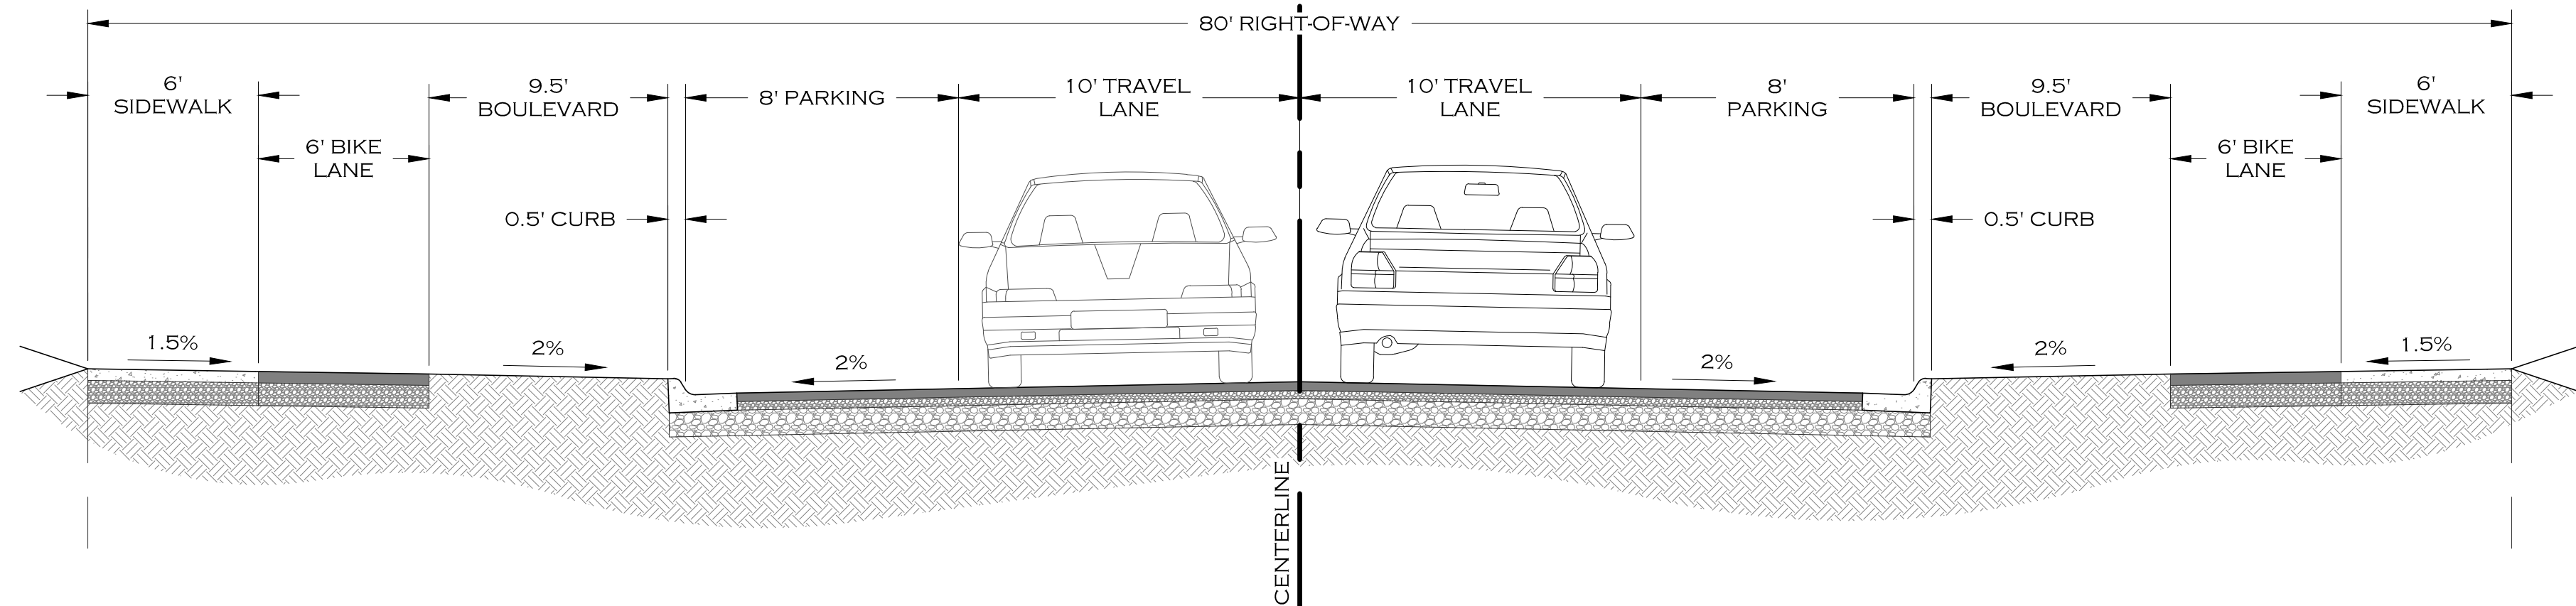 80' RIGHT-OF-WAY
6'
SIDEWALK
6' BIKE
LANE
9.5'
BOULEVARD
0.5' CURB
8' PARKING
10' TRAVEL
LANE
10' TRAVEL
LANE
8'
PARKING
0.5' CURB
9.5'
BOULEVARD
6' BIKE
LANE
6'
SIDEWALK
1.5%
2%
2%
2%
2%
1.5%
CENTERLINE